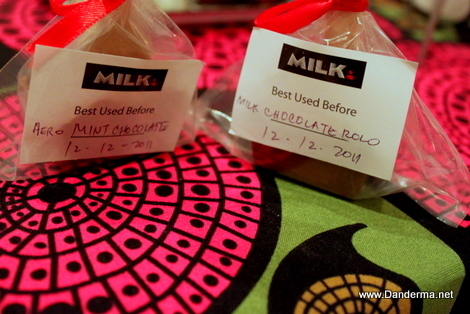 MILK.
Best Used Before
AERO MINT CHOCOLATE
12-12-2011
MILK.
Best Used Before
MILK CHOCOLATE ROLO
12-12-2011
www.Danderma.net